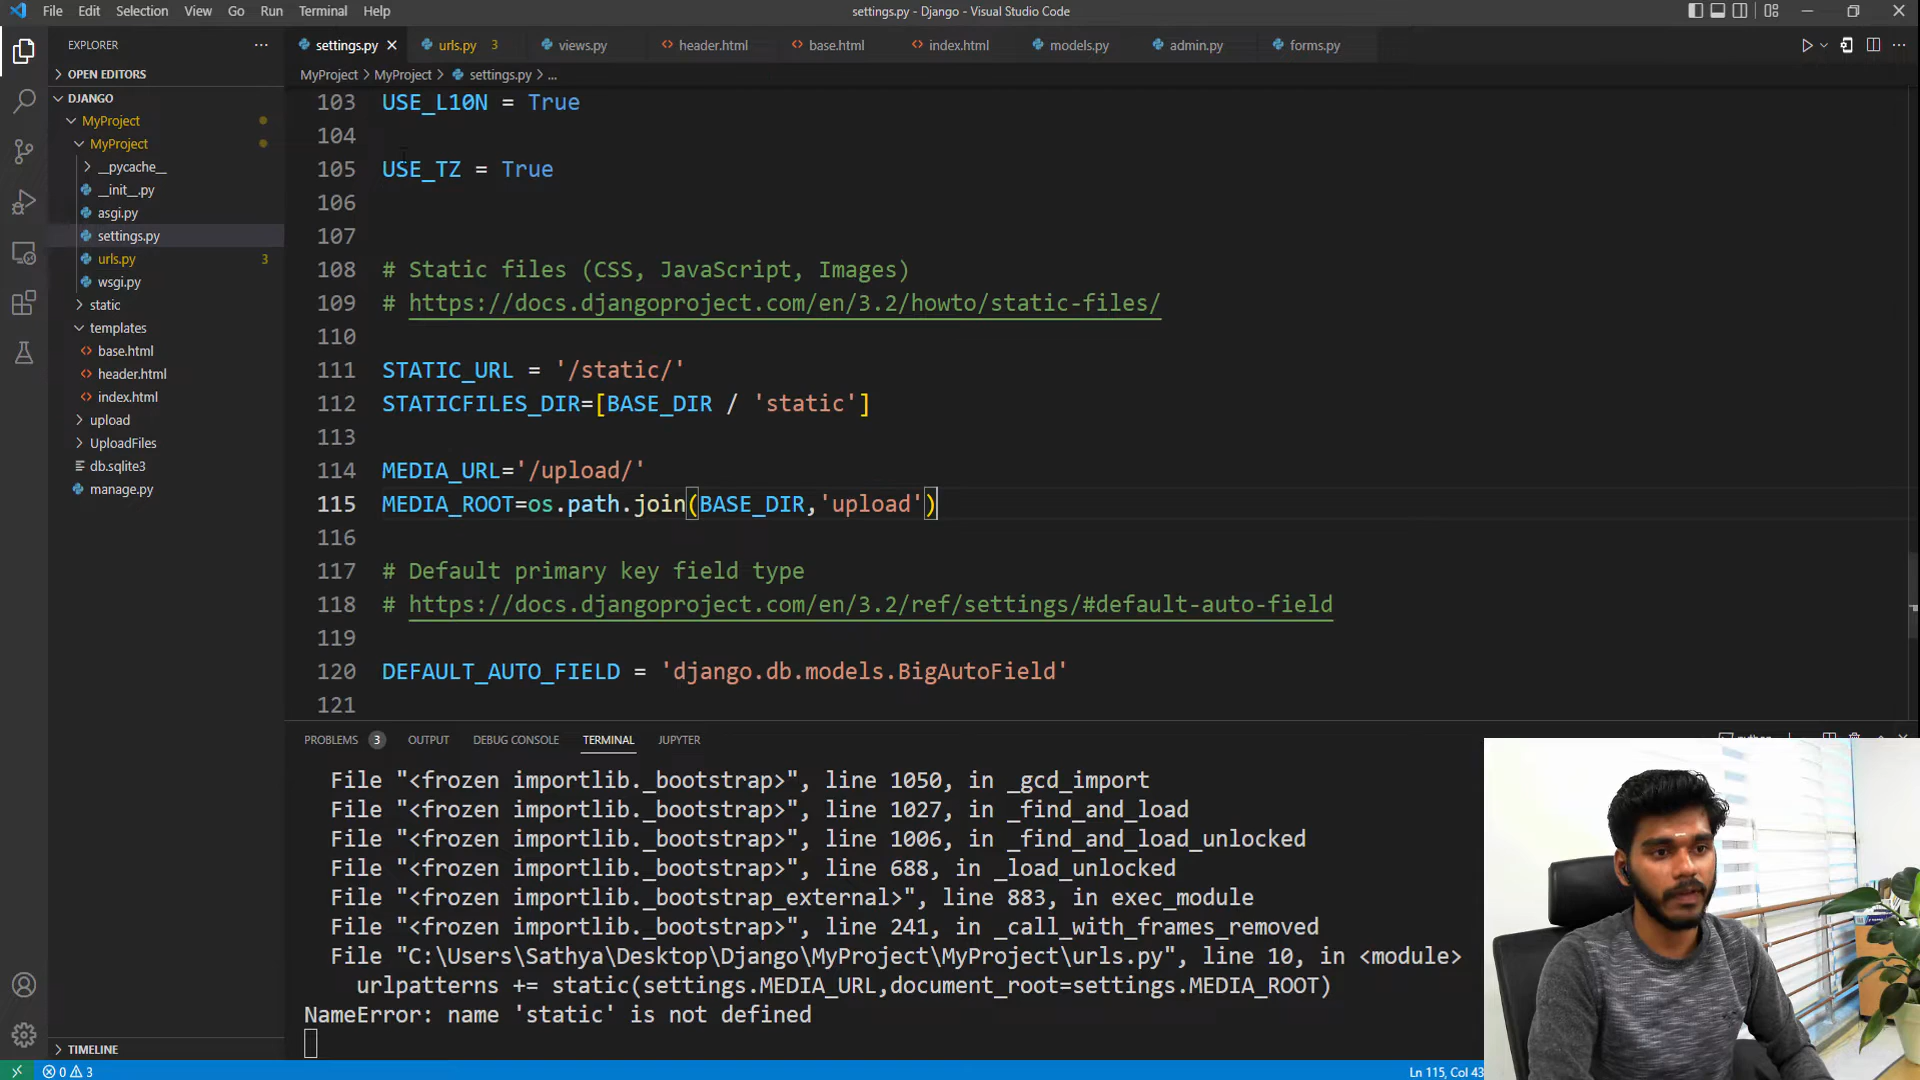 File Edit Selection View Go Run Terminal Help
settings.py - Django - Visual Studio Code
EXPLORER
OPEN EDITORS
DJANGO
MyProject
MyProject
__pycache__
__init__.py
asgi.py
settings.py
urls.py 3
wsgi.py
static
templates
base.html
header.html
index.html
upload
UploadFiles
db.sqlite3
manage.py
TIMELINE
settings.py urls.py 3 views.py header.html base.html index.html models.py admin.py forms.py
MyProject > MyProject > settings.py > ...
103 USE_L10N = True
104
105 USE_TZ = True
106
107
108 # Static files (CSS, JavaScript, Images)
109 # https://docs.djangoproject.com/en/3.2/howto/static-files/
110
111 STATIC_URL = '/static/'
112 STATICFILES_DIR=[BASE_DIR / 'static']
113
114 MEDIA_URL='/upload/'
115 MEDIA_ROOT=os.path.join(BASE_DIR,'upload')
116
117 # Default primary key field type
118 # https://docs.djangoproject.com/en/3.2/ref/settings/#default-auto-field
119
120 DEFAULT_AUTO_FIELD = 'django.db.models.BigAutoField'
121
PROBLEMS 3 OUTPUT DEBUG CONSOLE TERMINAL JUPYTER
File "<frozen importlib._bootstrap>", line 1050, in _gcd_import
File "<frozen importlib._bootstrap>", line 1027, in _find_and_load
File "<frozen importlib._bootstrap>", line 1006, in _find_and_load_unlocked
File "<frozen importlib._bootstrap>", line 688, in _load_unlocked
File "<frozen importlib._bootstrap_external>", line 883, in exec_module
File "<frozen importlib._bootstrap>", line 241, in _call_with_frames_removed
File "C:\Users\Sathya\Desktop\Django\MyProject\MyProject\urls.py", line 10, in <module>
urlpatterns += static(settings.MEDIA_URL,document_root=settings.MEDIA_ROOT)
NameError: name 'static' is not defined
0 3
Ln 115, Col 43